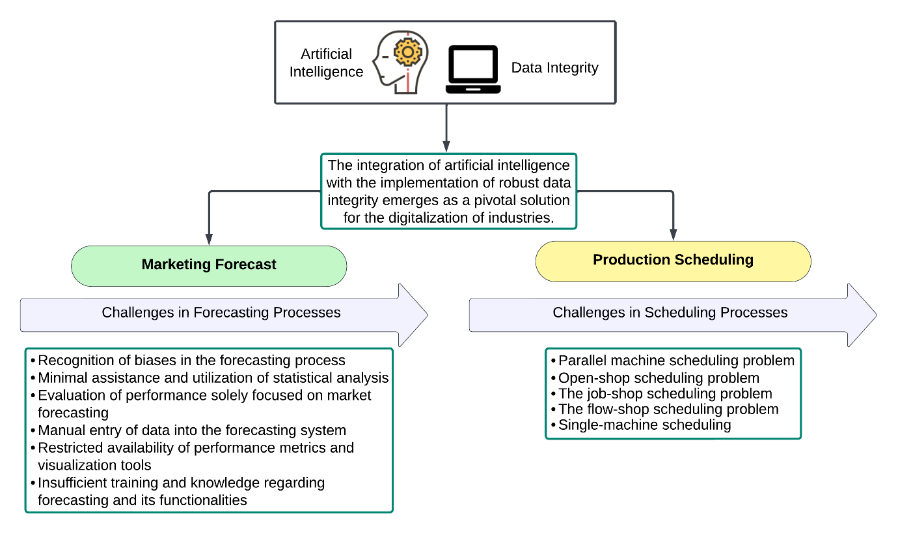 Artificial
Intelligence
Data Integrity
The integration of artificial intelligence
with the implementation of robust data
integrity emerges as a pivotal solution
for the digitalization of industries.
Marketing Forecast
Challenges in Forecasting Processes
• Recognition of biases in the forecasting process
• Minimal assistance and utilization of statistical analysis
• Evaluation of performance solely focused on market
forecasting
• Manual entry of data into the forecasting system
• Restricted availability of performance metrics and
visualization tools
• Insufficient training and knowledge regarding
forecasting and its functionalities
Production Scheduling
Challenges in Scheduling Processes
• Parallel machine scheduling problem
• Open-shop scheduling problem
• The job-shop scheduling problem
• The flow-shop scheduling problem
• Single-machine scheduling